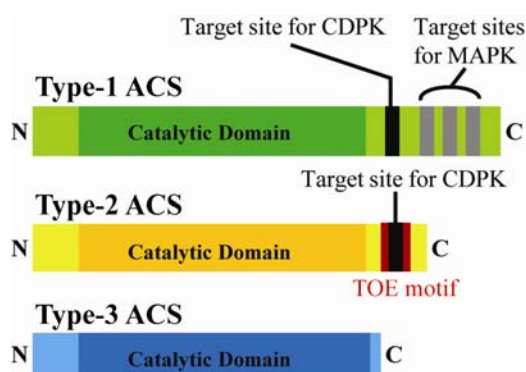 Target site for CDPK
Target sites
for MAPK
Type-1 ACS
N
Catalytic Domain
C
Target site for CDPK
Type-2 ACS
N
Catalytic Domain
C
TOE motif
Type-3 ACS
N
Catalytic Domain
C